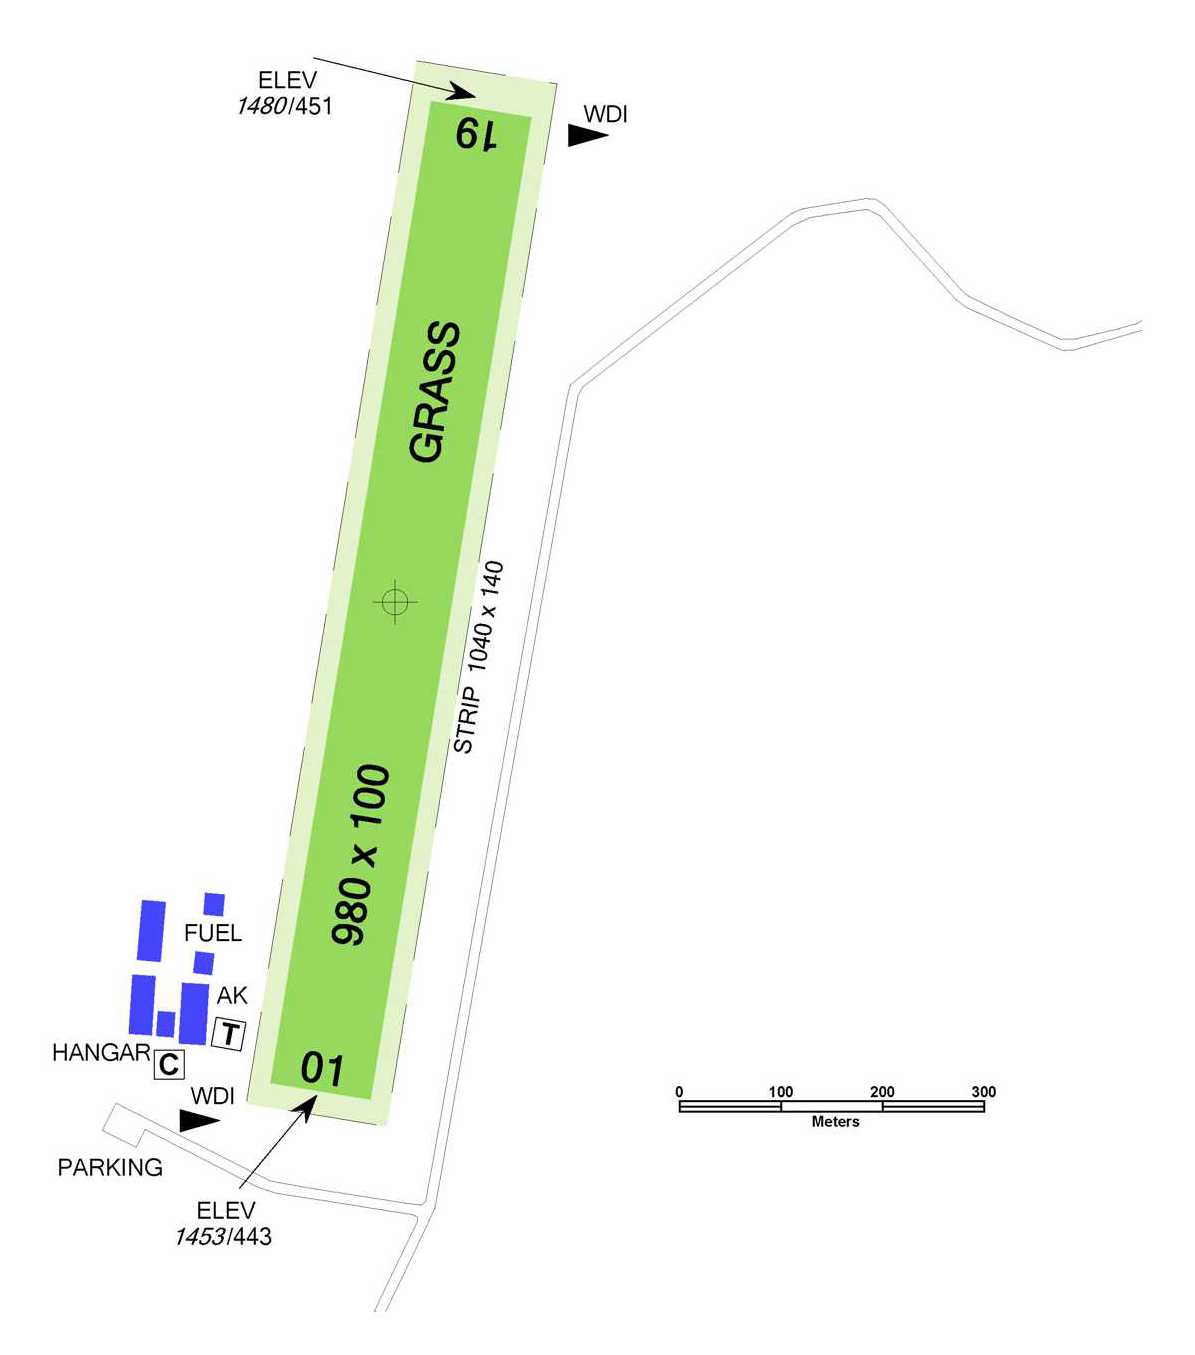 ELEV
1480/451
WDI
19
GRASS
STRIP 1040 x 140
980 x 100
FUEL
AK
T
HANGAR
C
01
WDI
PARKING
ELEV
1453/443
0 100 200 300
Meters